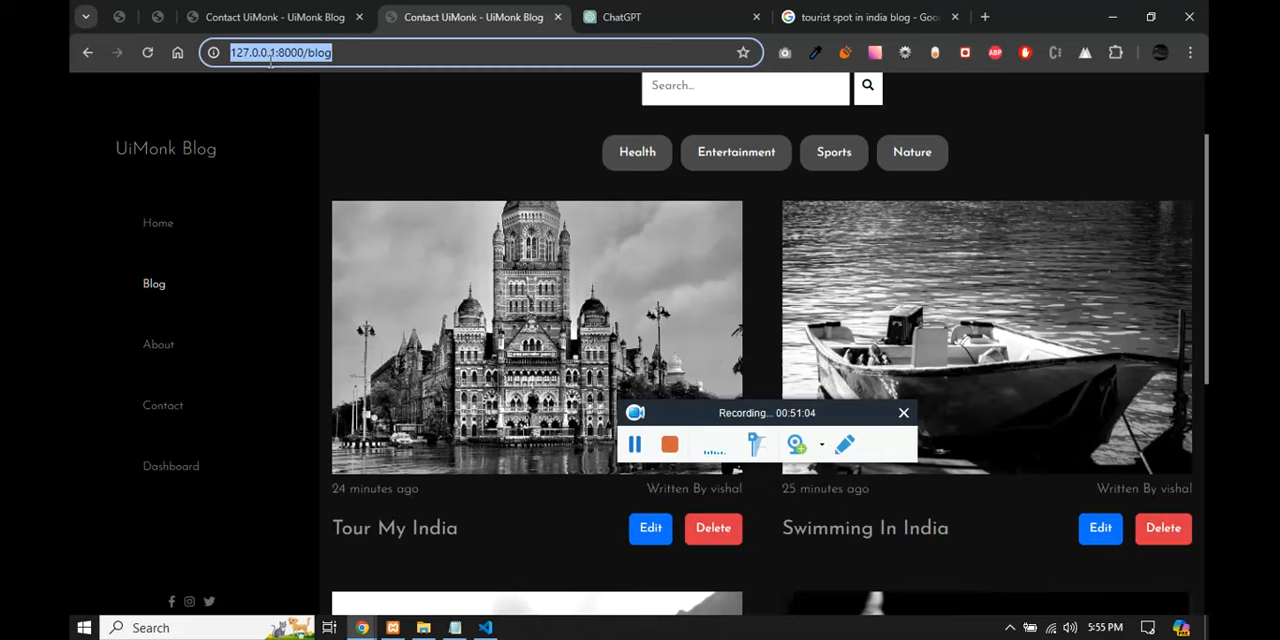 Contact UiMonk - UiMonk Blog
Contact UiMonk - UiMonk Blog
ChatGPT
tourist spot in india blog - Goo
127.0.0.1:8000/blog
ABP
Search...
UiMonk Blog
Health
Entertainment
Sports
Nature
Home
Blog
About
Contact
Dashboard
Recording... 00:51:04
24 minutes ago
Written By vishal
25 minutes ago
Written By vishal
Tour My India
Edit
Delete
Swimming In India
Edit
Delete
Search
5:55 PM